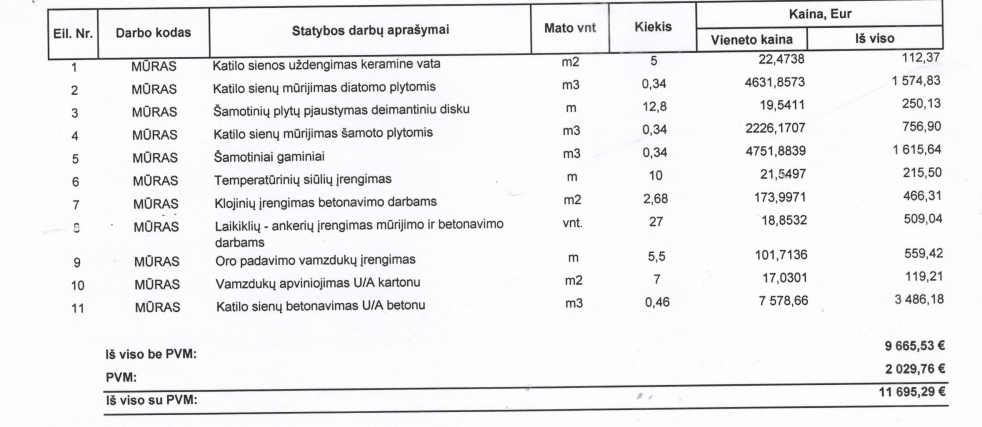 Eil. Nr. Darbo kodas Statybos darbų aprašymai Mato vnt Kiekis Kaina, Eur
Vieneto kaina Iš viso
1 MŪRAS Katilo sienos uždengimas keramine vata m2 5 22,4738 112,37
2 MŪRAS Katilo sienų mūrijimas diatomo plytomis m3 0,34 4631,8573 1 574,83
3 MŪRAS Šamotinių plytų pjaustymas deimantiniu disku m 12,8 19,5411 250,13
4 MŪRAS Katilo sienų mūrijimas šamoto plytomis m3 0,34 2226,1707 756,90
5 MŪRAS Šamotiniai gaminiai m3 0,34 4751,8839 1 615,64
6 MŪRAS Temperatūrinių siūlių įrengimas m 10 21,5497 215,50
7 MŪRAS Klojinių įrengimas betonavimo darbams m2 2,68 173,9971 466,31
8 MŪRAS Laikiklių - ankerių įrengimas mūrijimo ir betonavimo vnt. 27 18,8532 509,04
darbams
9 MŪRAS Oro padavimo vamzdukų įrengimas m 5,5 101,7136 559,42
10 MŪRAS Vamzdukų apviniojimas U/A kartonu m2 7 17,0301 119,21
11 MŪRAS Katilo sienų betonavimas U/A betonu m3 0,46 7 578,66 3 486,18
Iš viso be PVM: 9 665,53 €
PVM: 2 029,76 €
Iš viso su PVM: 11 695,29 €